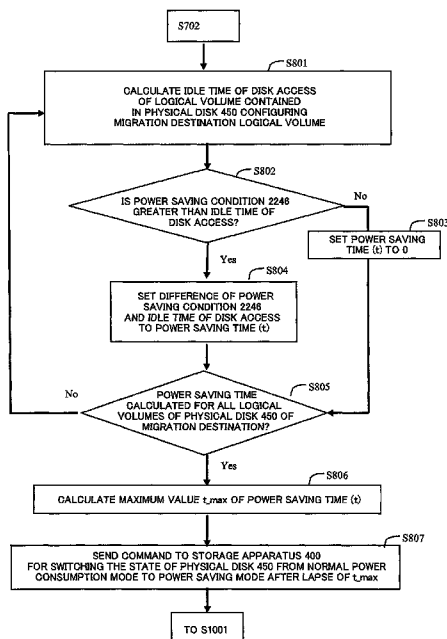 S702
S801
CALCULATE IDLE TIME OF DISK ACCESS
OF LOGICAL VOLUME CONTAINED
IN PHYSICAL DISK 450 CONFIGURING
MIGRATION DESTINATION LOGICAL VOLUME
S802
IS POWER SAVING CONDITION 2246
GREATER THAN IDLE TIME OF
DISK ACCESS?
No
S803
SET POWER SAVING
TIME (t) TO 0
Yes
S804
SET DIFFERENCE OF POWER
SAVING CONDITION 2246
AND IDLE TIME OF DISK ACCESS
TO POWER SAVING TIME (t)
S805
No
POWER SAVING TIME
CALCULATED FOR ALL LOGICAL
VOLUMES OF PHYSICAL DISK 450 OF
MIGRATION DESTINATION?
Yes
S806
CALCULATE MAXIMUM VALUE t_max OF POWER SAVING TIME (t)
S807
SEND COMMAND TO STORAGE APPARATUS 400
FOR SWITCHING THE STATE OF PHYSICAL DISK 450 FROM NORMAL POWER
CONSUMPTION MODE TO POWER SAVING MODE AFTER LAPSE OF t_max
TO S1001